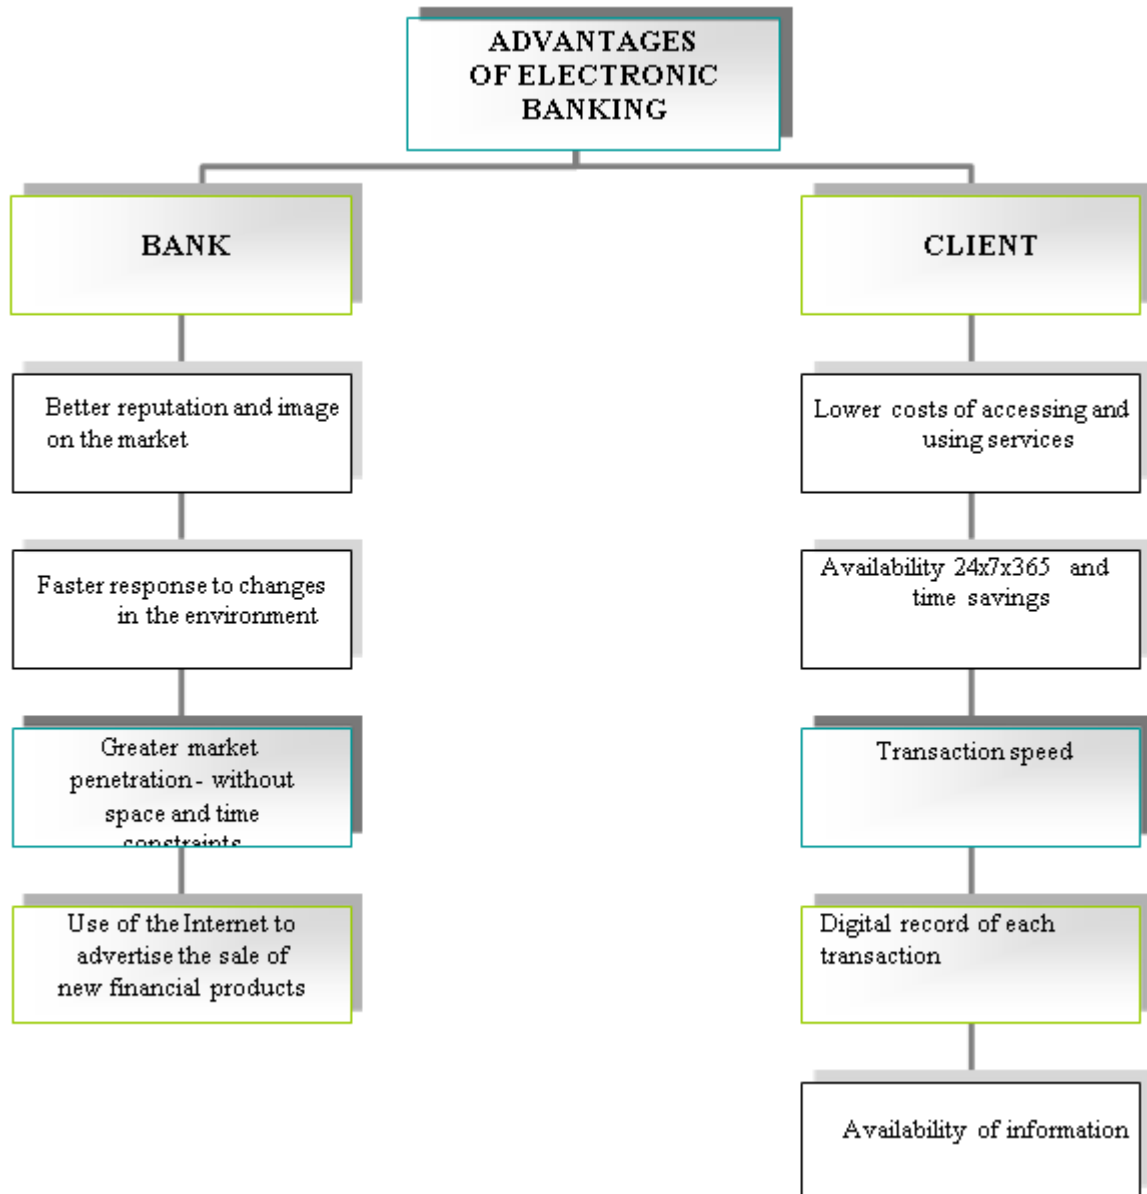 ADVANTAGES
OF ELECTRONIC
BANKING
BANK
Better reputation and image
on the market
Faster response to changes
in the environment
Greater market
penetration- without
space and time
constraints
Use of the Internet to
advertise the sale of
new financial products
CLIENT
Lower costs of accessing and
using services
Availability 24x7x365 and
time savings
Transaction speed
Digital record of each
transaction
Availability of information